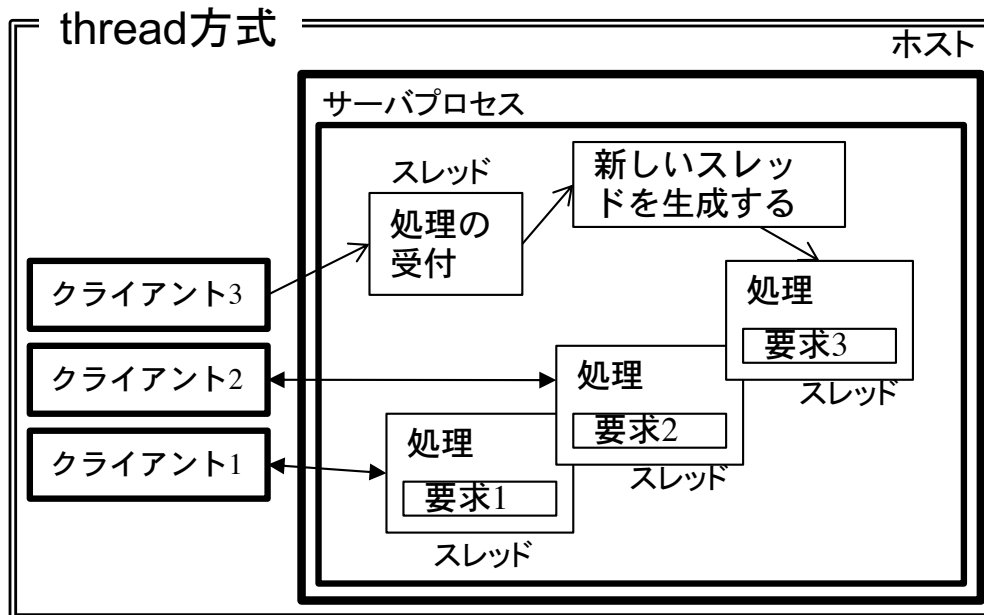 thread方式
ホスト
サーバプロセス
スレッド
新しいスレッ
ドを生成する
処理の
受付
クライアント3
処理
要求3
スレッド
クライアント2
処理
要求2
スレッド
クライアント1
処理
要求1
スレッド